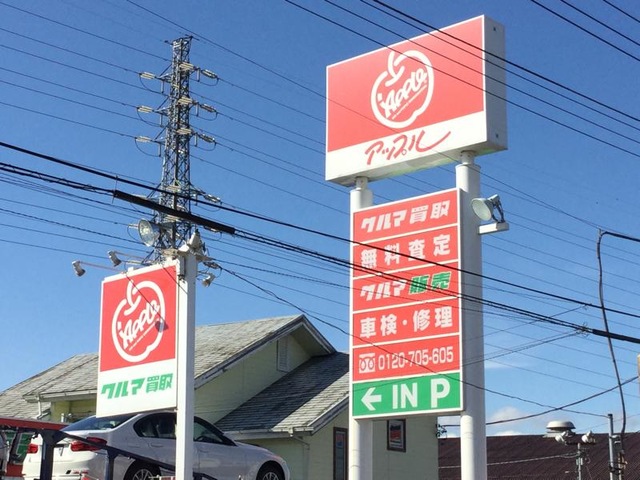 Apple
アップル
クルマ買取
無料査定
クルマ販売
車検・修理
0120-705-605
← IN P
Apple
クルマ買取